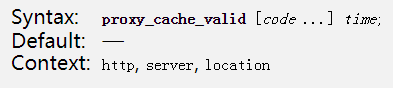 Syntax: proxy_cache_valid [code ...] time;
Default: —
Context: http, server, location